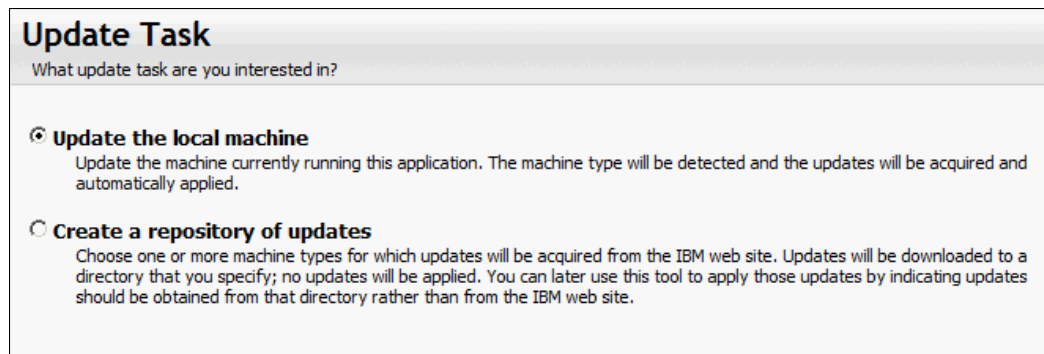 Update Task
What update task are you interested in?
Update the local machine
Update the machine currently running this application. The machine type will be detected and the updates will be acquired and
automatically applied.
Create a repository of updates
Choose one or more machine types for which updates will be acquired from the IBM web site. Updates will be downloaded to a
directory that you specify; no updates will be applied. You can later use this tool to apply those updates by indicating updates
should be obtained from that directory rather than from the IBM web site.